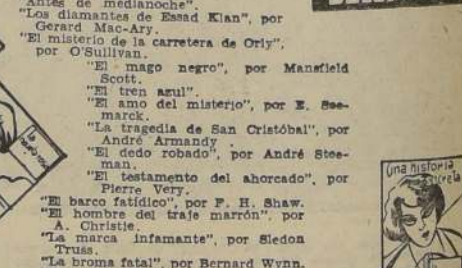 "Antes de medianoche".
"Los diamantes de Essad Klan", por
Gerard Mac-Ary.
"El misterio de la carretera de Orly",
por O'Sullivan.
"El mago negro", por Mansfield
Scott.
"El tren azul".
"El amo del misterio", por E. See-
marck.
"La tragedia de San Cristóbal", por
André Armandy.
"El dedo robado", por André Stee-
man.
"El testamento del ahorcado", por
Pierre Very.
"El barco fatídico", por F. H. Shaw.
"El hombre del traje marrón", por
A. Christie.
"La marca infamante", por Sledon
Truss.
"La broma fatal", por Bernard Wynn.
Una historia